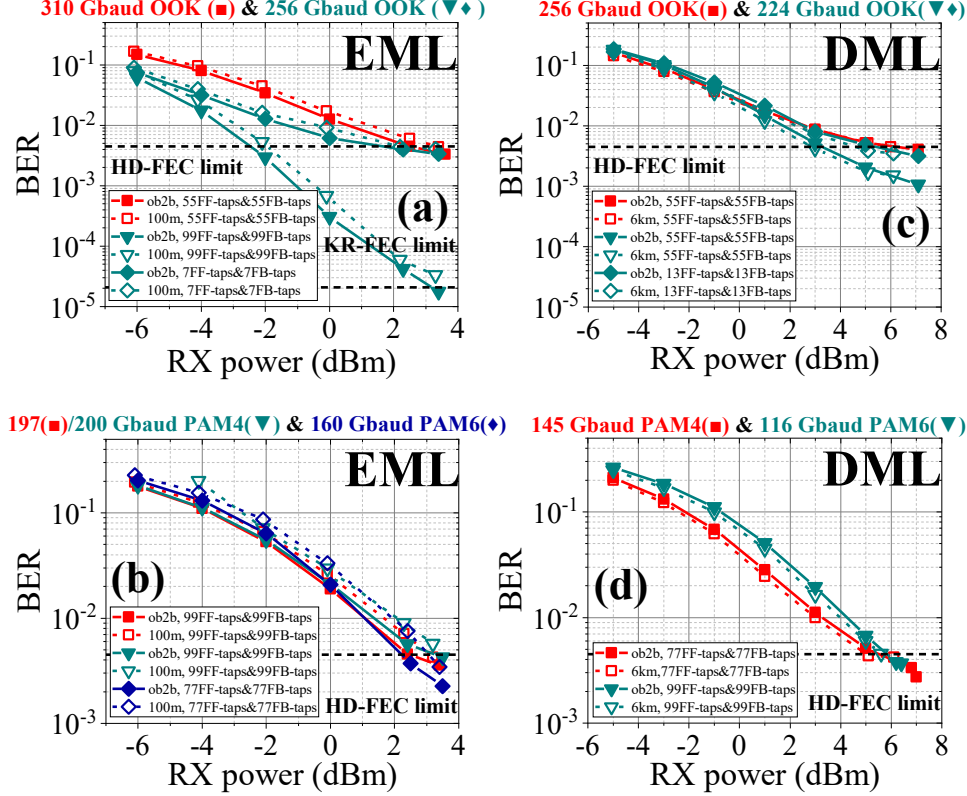 310 Gbaud OOK (■) & 256 Gbaud OOK (▼♦ )
EML
BER
10⁻¹
10⁻²
10⁻³
10⁻⁴
10⁻⁵
HD-FEC limit
(a)
KR-FEC limit
ob2b, 55FF-taps&55FB-taps
100m, 55FF-taps&55FB-taps
ob2b, 99FF-taps&99FB-taps
100m, 99FF-taps&99FB-taps
ob2b, 7FF-taps&7FB-taps
100m, 7FF-taps&7FB-taps
-6 -4 -2 0 2 4
RX power (dBm)
256 Gbaud OOK(■) & 224 Gbaud OOK(▼♦)
DML
BER
10⁻¹
10⁻²
10⁻³
10⁻⁴
10⁻⁵
HD-FEC limit
(c)
ob2b, 55FF-taps&55FB-taps
6km, 55FF-taps&55FB-taps
ob2b, 55FF-taps&55FB-taps
6km, 55FF-taps&55FB-taps
ob2b, 13FF-taps&13FB-taps
6km, 13FF-taps&13FB-taps
-6 -4 -2 0 2 4 6 8
RX power (dBm)
197(■)/200 Gbaud PAM4(▼) & 160 Gbaud PAM6(♦)
EML
BER
10⁻¹
10⁻²
10⁻³
(b)
ob2b, 99FF-taps&99FB-taps
100m, 99FF-taps&99FB-taps
ob2b, 99FF-taps&99FB-taps
100m, 99FF-taps&99FB-taps
ob2b, 77FF-taps&77FB-taps
100m, 77FF-taps&77FB-taps
HD-FEC limit
-6 -4 -2 0 2 4
RX power (dBm)
145 Gbaud PAM4(■) & 116 Gbaud PAM6(▼)
DML
BER
10⁻¹
10⁻²
10⁻³
(d)
ob2b, 77FF-taps&77FB-taps
6km,77FF-taps&77FB-taps
ob2b, 99FF-taps&99FB-taps
6km, 99FF-taps&99FB-taps
HD-FEC limit
-6 -4 -2 0 2 4 6 8
RX power (dBm)